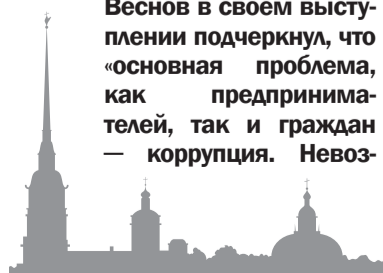 Веснов в своем высту-
плении подчеркнул, что
«основная проблема,
как предпринима-
телей, так и граждан
— коррупция. Невоз-